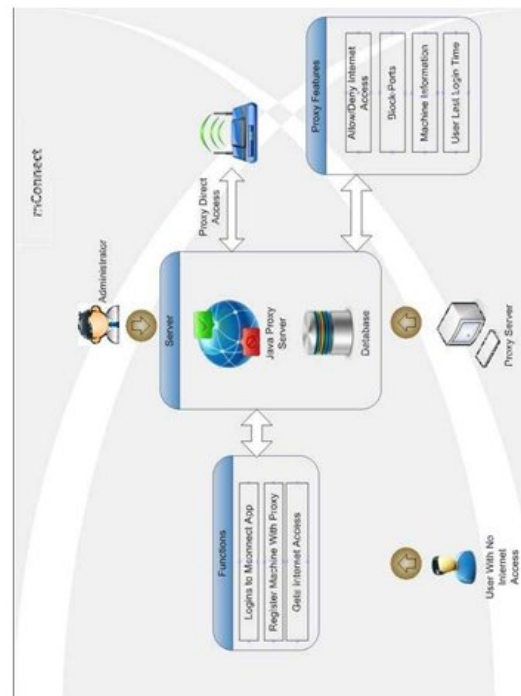 mConnect
Administrator
Server
Java Proxy
Server
Database
Proxy Direct
Access
Functions
Logins to Mconnect App
Register Machine With Proxy
Gets Internet Access
Proxy Features
Allow/Deny Internet
Access
Block-Ports
Machine Information
User Last Login Time
User With No
Internet
Access
Proxy Server